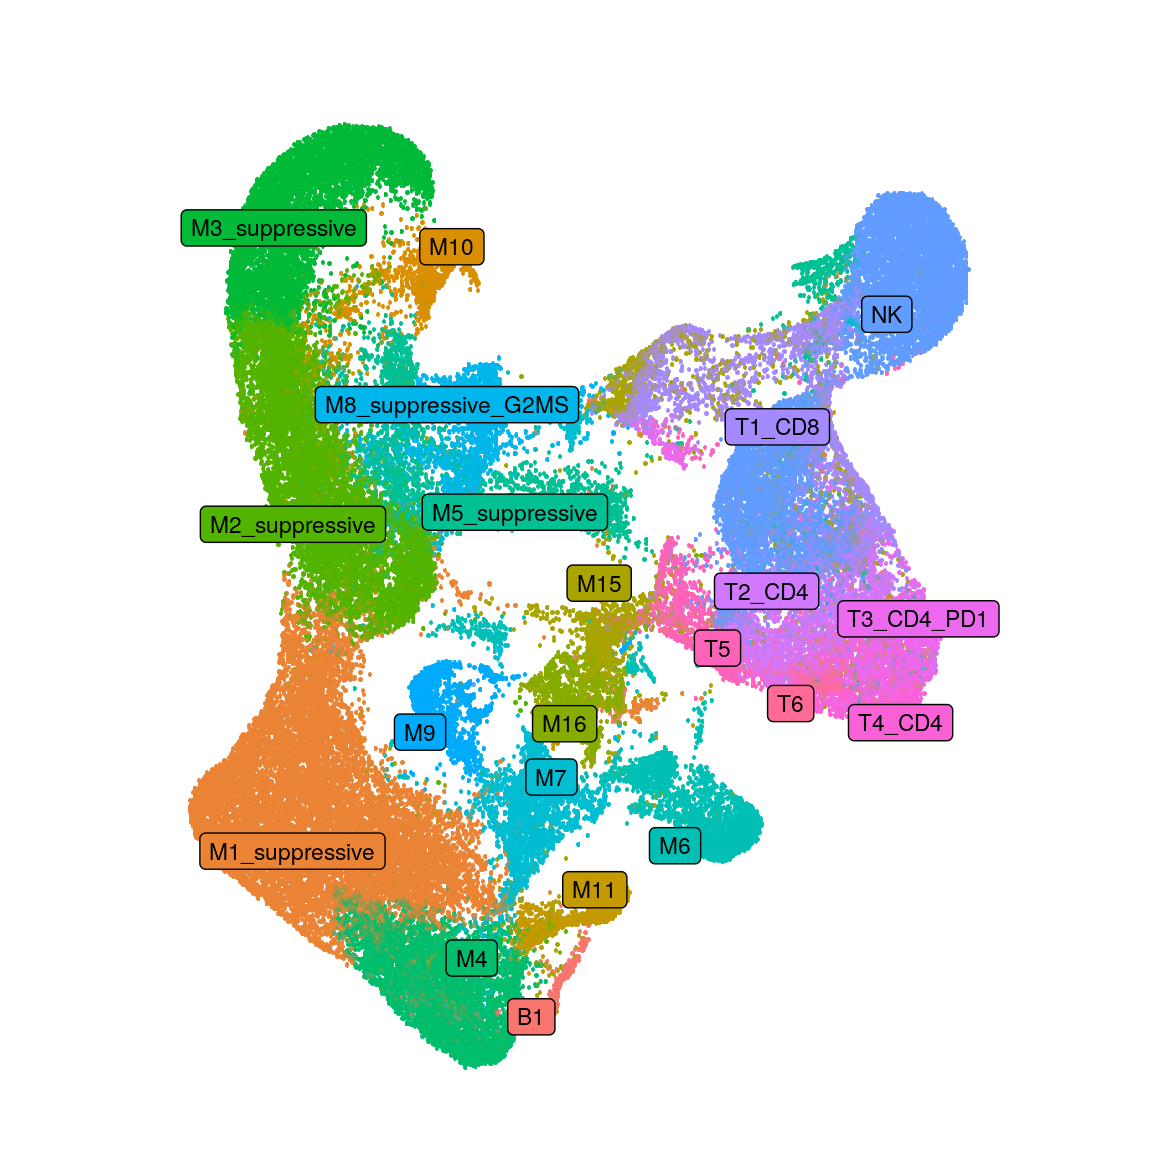 M3_suppressive
M10
NK
M8_suppressive_G2MS
T1_CD8
M5_suppressive
M2_suppressive
M15
T2_CD4
T3_CD4_PD1
T5
T6
M16
T4_CD4
M9
M7
M6
M1_suppressive
M11
M4
B1